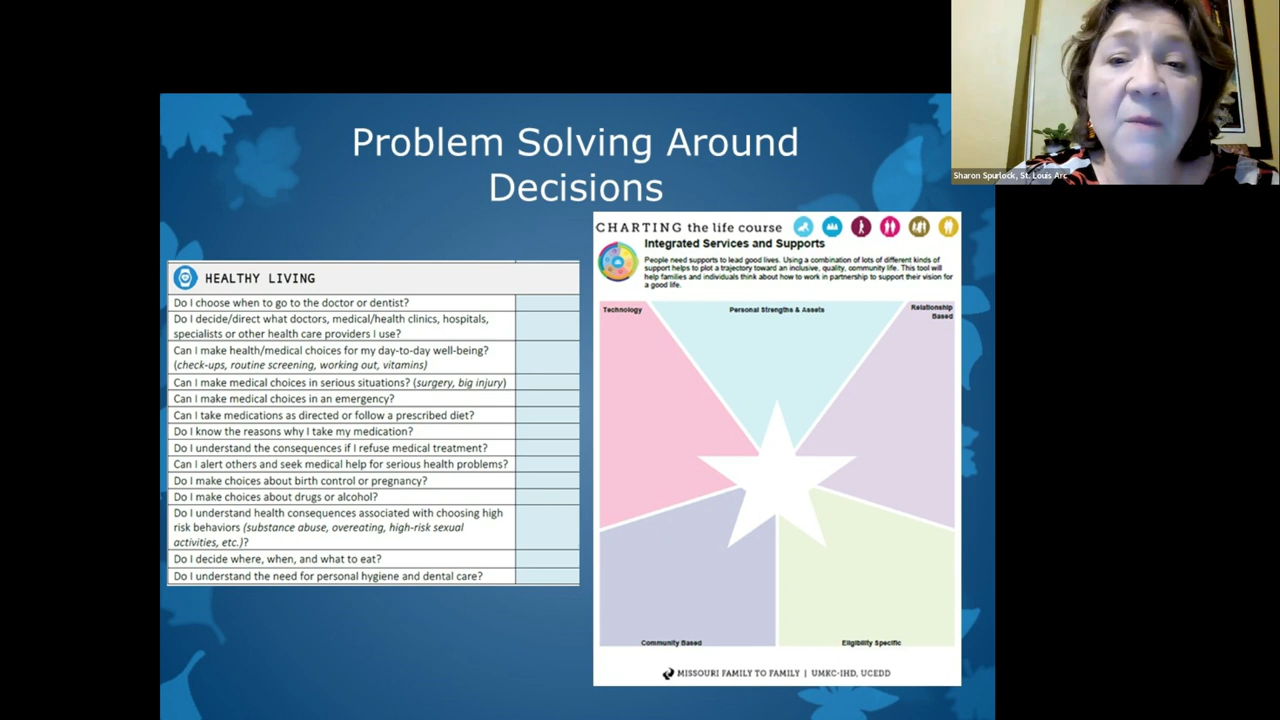 Problem Solving Around
Decisions
HEALTHY LIVING
Do I choose when to go to the doctor or dentist?
Do I decide/direct what doctors, medical/health clinics, hospitals,
specialists or other health care providers I use?
Can I make health/medical choices for my day-to-day well-being?
(check-ups, routine screening, working out, vitamins)
Can I make medical choices in serious situations? (surgery, big injury)
Can I make medical choices in an emergency?
Can I take medications as directed or follow a prescribed diet?
Do I know the reasons why I take my medication?
Do I understand the consequences if I refuse medical treatment?
Can I alert others and seek medical help for serious health problems?
Do I make choices about birth control or pregnancy?
Do I make choices about drugs or alcohol?
Do I understand health consequences associated with choosing high
risk behaviors (substance abuse, overeating, high-risk sexual
activities, etc.)?
Do I decide where, when, and what to eat?
Do I understand the need for personal hygiene and dental care?
CHARTING the life course
Integrated Services and Supports
People need supports to lead good lives. Using a combination of lots of different kinds of
support helps to plot a trajectory toward an inclusive, quality, community life. This tool will
help families and individuals think about how to work in partnership to support their vision for
a good life.
Technology
Personal Strengths & Assets
Relationship
Based
Community Based
Eligibility Specific
MISSOURI FAMILY TO FAMILY | UMKC-IHD, UCEDD
Sharon Spurlock, St. Louis Arc